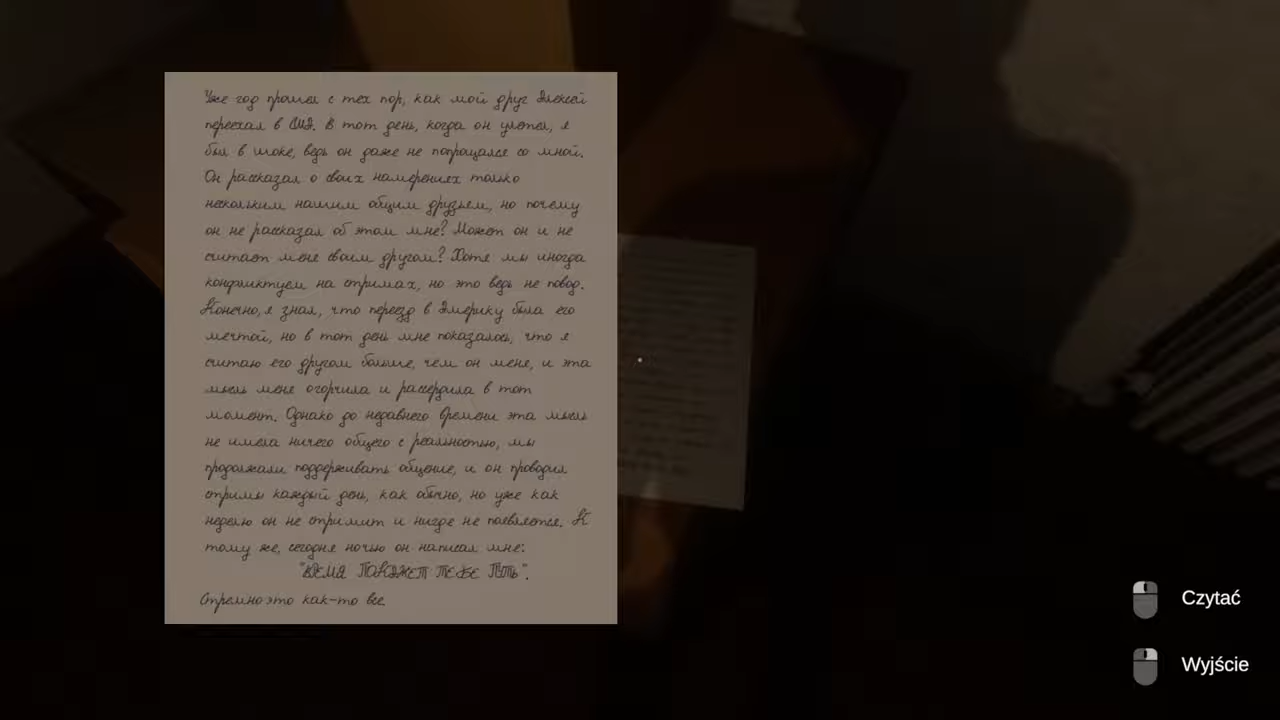 Уже год прошел с тех пор, как мой друг Алексей
переехал в США. В тот день, когда он улетел, я
был в шоке, ведь он даже не попрощался со мной.
Он рассказал о своих намерениях только
нескольким нашим общим друзьям, но почему
он не рассказал об этом мне? Может он и не
считает меня своим другом? Хотя мы иногда
конфликтуем на стримах, но это ведь не повод.
Конечно, я знал, что переезд в Америку была его
мечтой, но в тот день мне показалось, что я
считаю его другом больше, чем он меня, и эта
мысль меня огорчила и рассердила в тот
момент. Однако до недавнего времени эта мысль
не имела ничего общего с реальностью, мы
продолжали поддерживать общение, и он проводил
стримы каждый день, как обычно, но уже как
неделю он не стримит и нигде не появляется. К
тому же, сегодня ночью он написал мне:
"ВРЕМЯ ПОКАЖЕТ ТЕБЕ ПУТЬ".
Стремно это как-то все.
Czytać
Wyjście